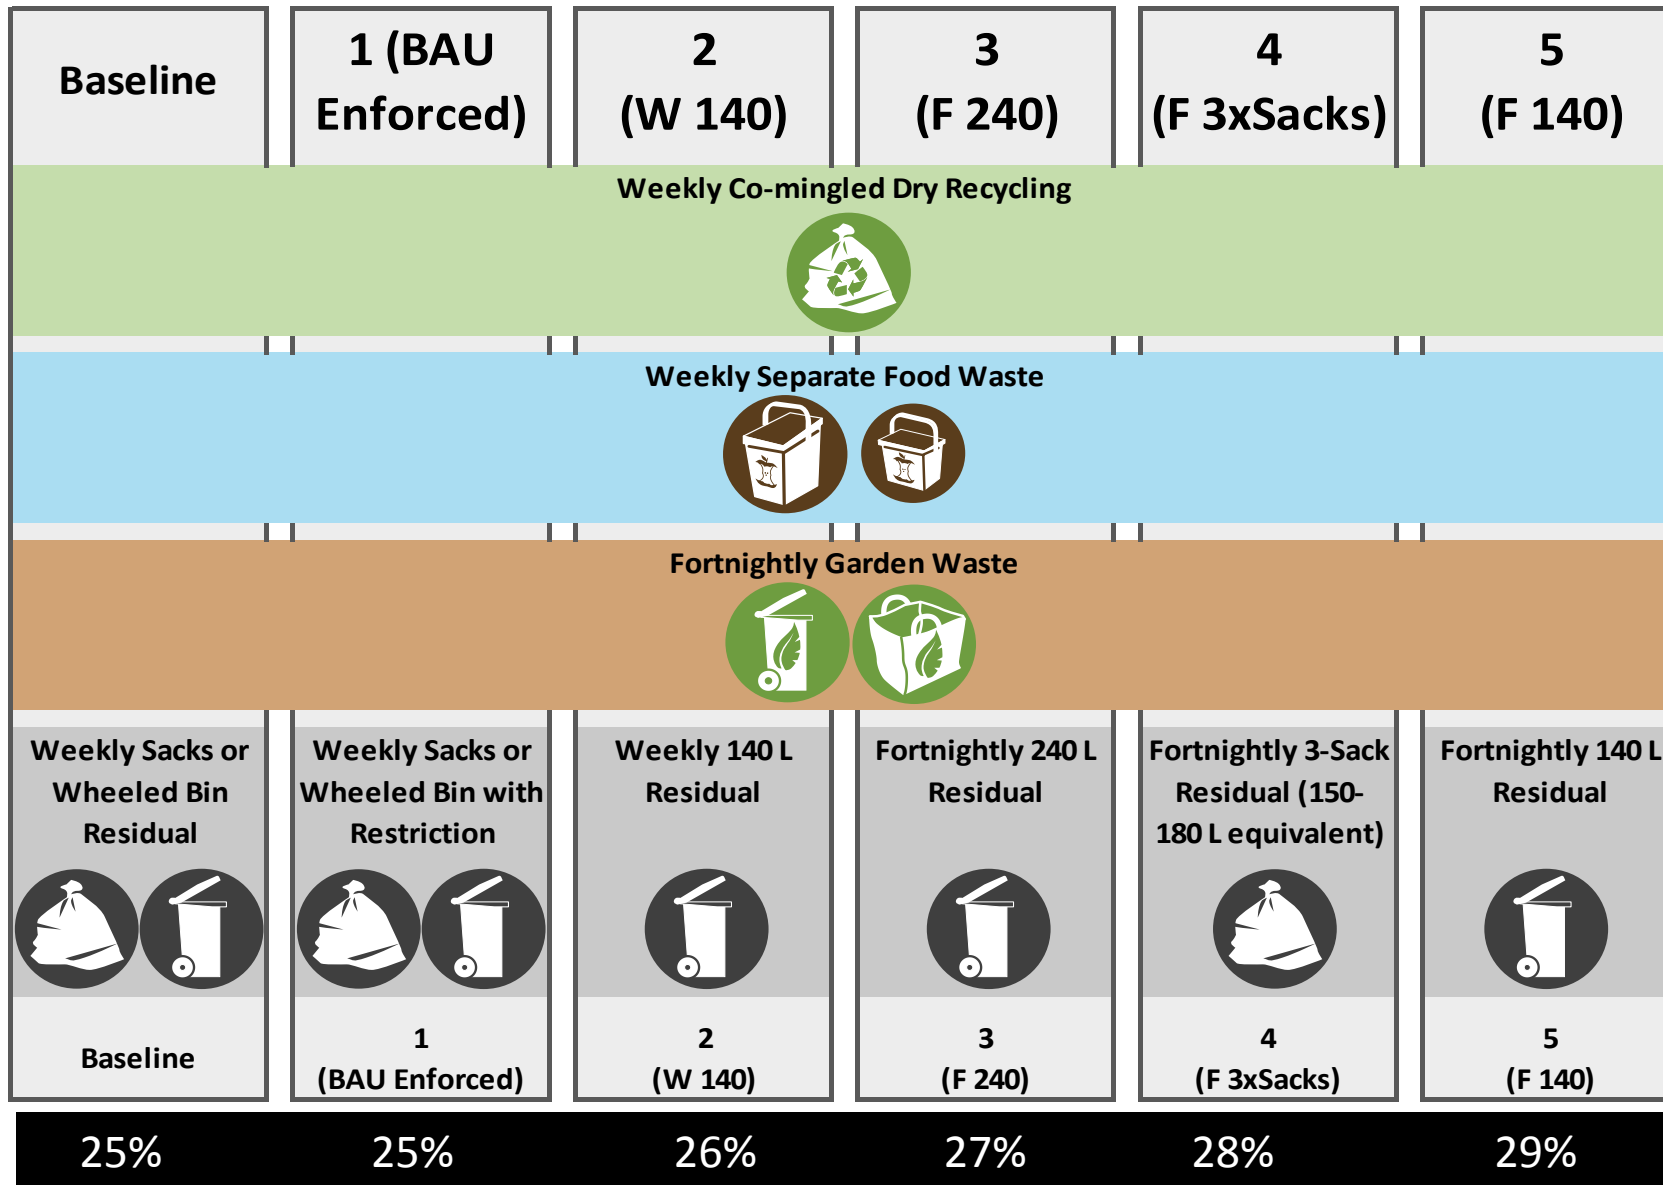 Baseline
1 (BAU
Enforced)
2
(W 140)
3
(F 240)
4
(F 3xSacks)
5
(F 140)
Weekly Co-mingled Dry Recycling
Weekly Separate Food Waste
Fortnightly Garden Waste
Weekly Sacks or
Wheeled Bin
Residual
Weekly Sacks or
Wheeled Bin with
Restriction
Weekly 140 L
Residual
Fortnightly 240 L
Residual
Fortnightly 3-Sack
Residual (150-
180 L equivalent)
Fortnightly 140 L
Residual
Baseline
1
(BAU Enforced)
2
(W 140)
3
(F 240)
4
(F 3xSacks)
5
(F 140)
25%
25%
26%
27%
28%
29%